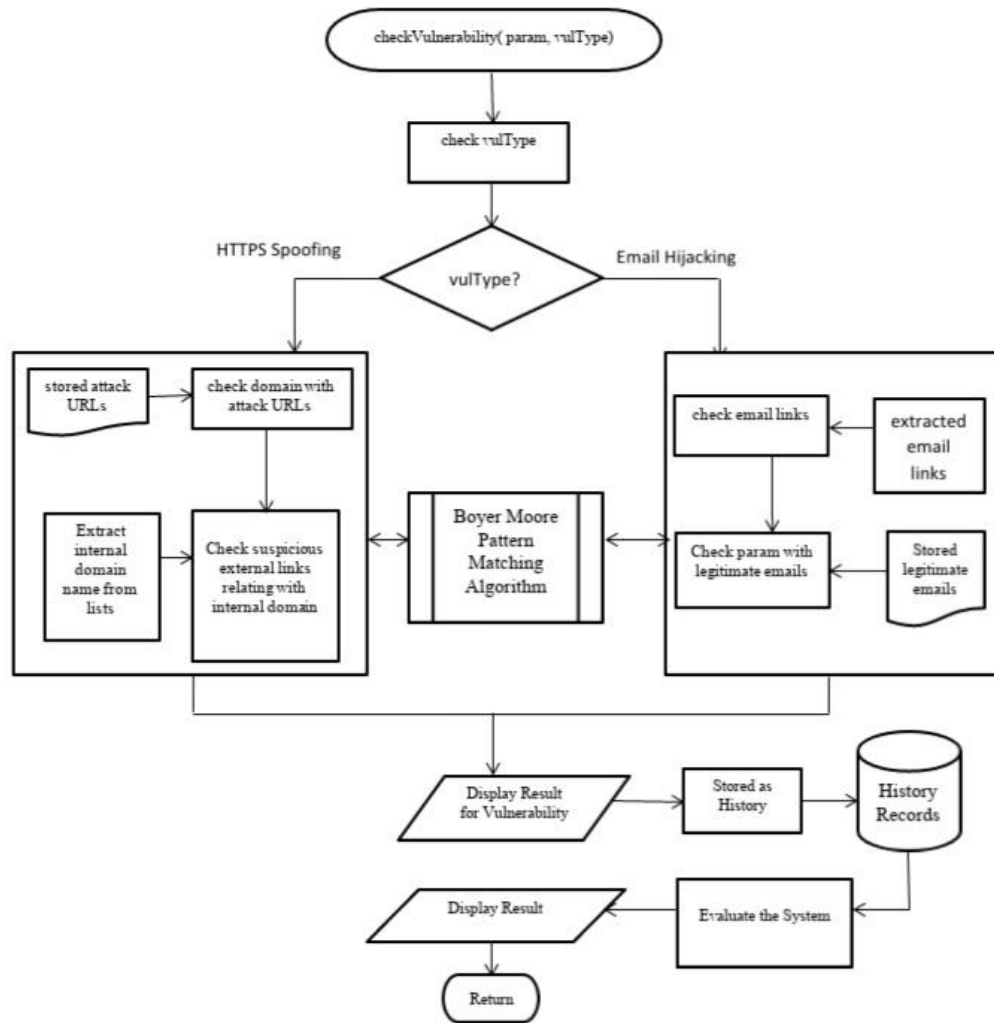 checkVulnerability( param, vulType)
check vulType
HTTPS Spoofing
Email Hijacking
vulType?
stored attack
URLs
check domain with
attack URLs
Extract
internal
domain
name from
lists
Check suspicious
external links
relating with
internal domain
Boyer Moore
Pattern
Matching
Algorithm
check email links
extracted
email
links
Check param with
legitimate emails
Stored
legitimate
emails
Display Result
for Vulnerability
Stored as
History
History
Records
Display Result
Evaluate the System
Return